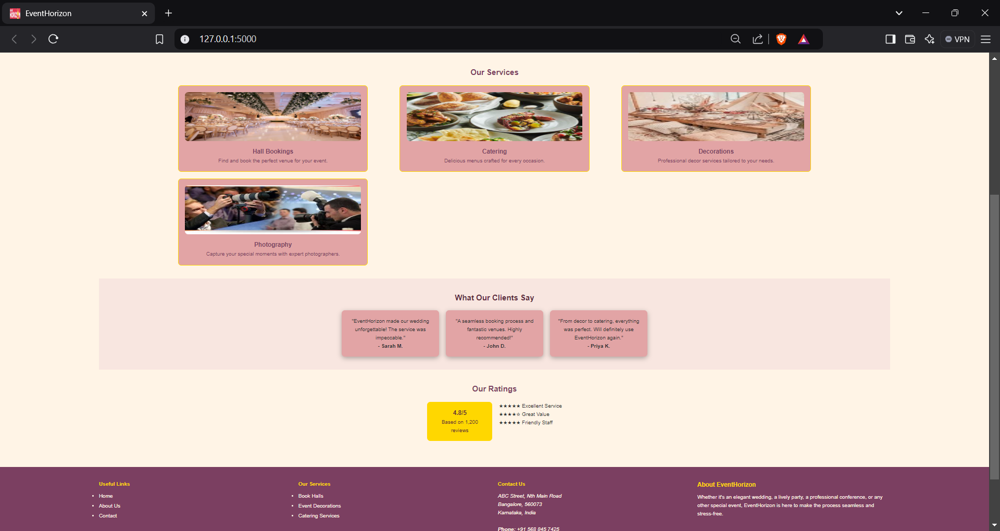 EventHorizon
127.0.0.1:5000
VPN
Our Services
Hall Bookings
Find and book the perfect venue for your event.
Catering
Delicious menus crafted for every occasion.
Decorations
Professional decor services tailored to your needs.
Photography
Capture your special moments with expert photographers.
What Our Clients Say
"EventHorizon made our wedding
unforgettable! The service was
impeccable."
- Sarah M.
"A seamless booking process and
fantastic venues. Highly
recommended!"
- John D.
"From decor to catering, everything
was perfect. Will definitely use
EventHorizon again."
- Priya K.
Our Ratings
4.8/5
Based on 1,200
reviews
★★★★★ Excellent Service
★★★★☆ Great Value
★★★★★ Friendly Staff
Useful Links
• Home
• About Us
• Contact
Our Services
• Book Halls
• Event Decorations
• Catering Services
Contact Us
ABC Street, Nth Main Road
Bangalore, 560073
Karnataka, India
Phone: +91 568 845 7425
About EventHorizon
Whether it's an elegant wedding, a lively party, a professional conference, or any
other special event, EventHorizon is here to make the process seamless and
stress-free.